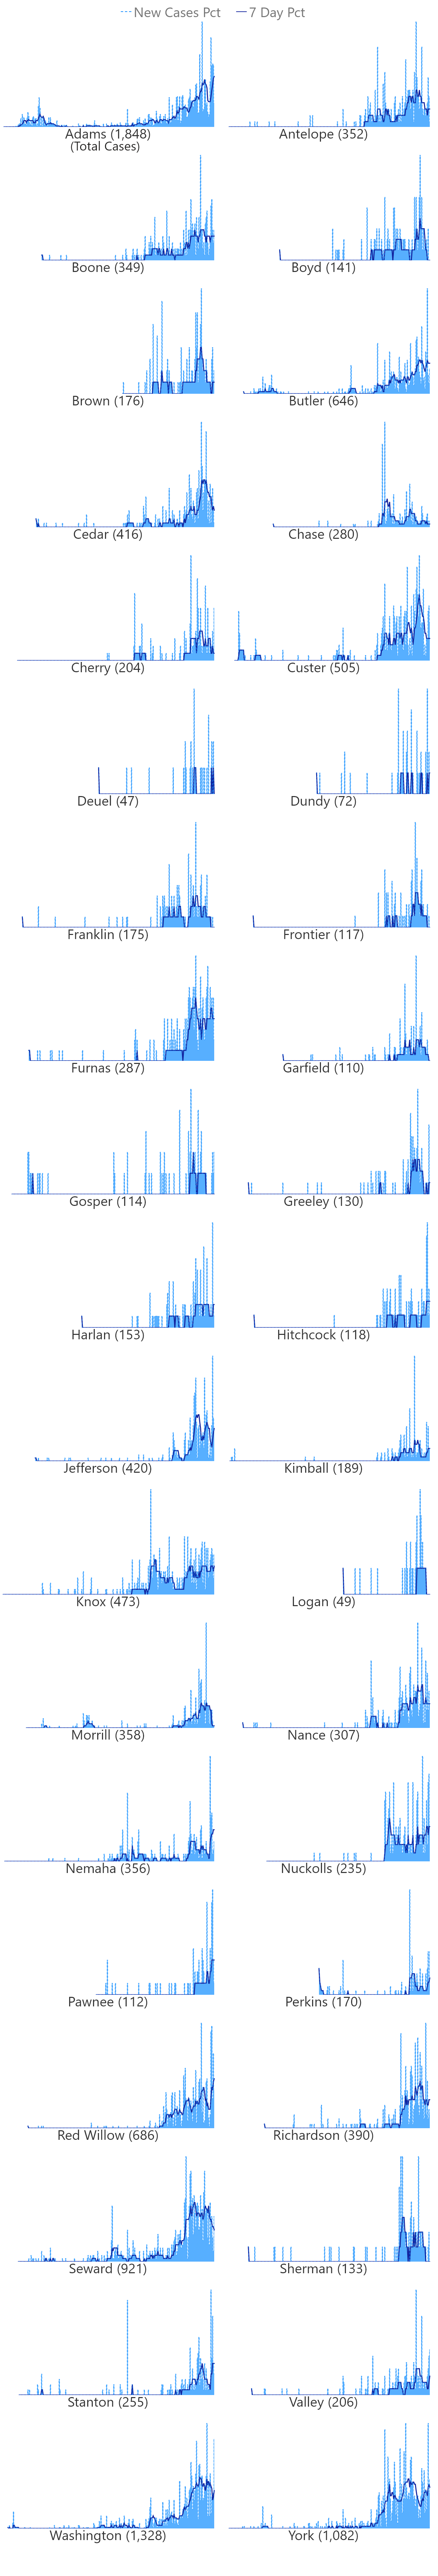 New Cases Pct 7 Day Pct
Adams (1,848) Antelope (352)
(Total Cases)
Boone (349) Boyd (141)
Brown (176) Butler (646)
Cedar (416) Chase (280)
Cherry (204) Custer (505)
Deuel (47) Dundy (72)
Franklin (175) Frontier (117)
Furnas (287) Garfield (110)
Gosper (114) Greeley (130)
Harlan (153) Hitchcock (118)
Jefferson (420) Kimball (189)
Knox (473) Logan (49)
Morrill (358) Nance (307)
Nemaha (356) Nuckolls (235)
Pawnee (112) Perkins (170)
Red Willow (686) Richardson (390)
Seward (921) Sherman (133)
Stanton (255) Valley (206)
Washington (1,328) York (1,082)